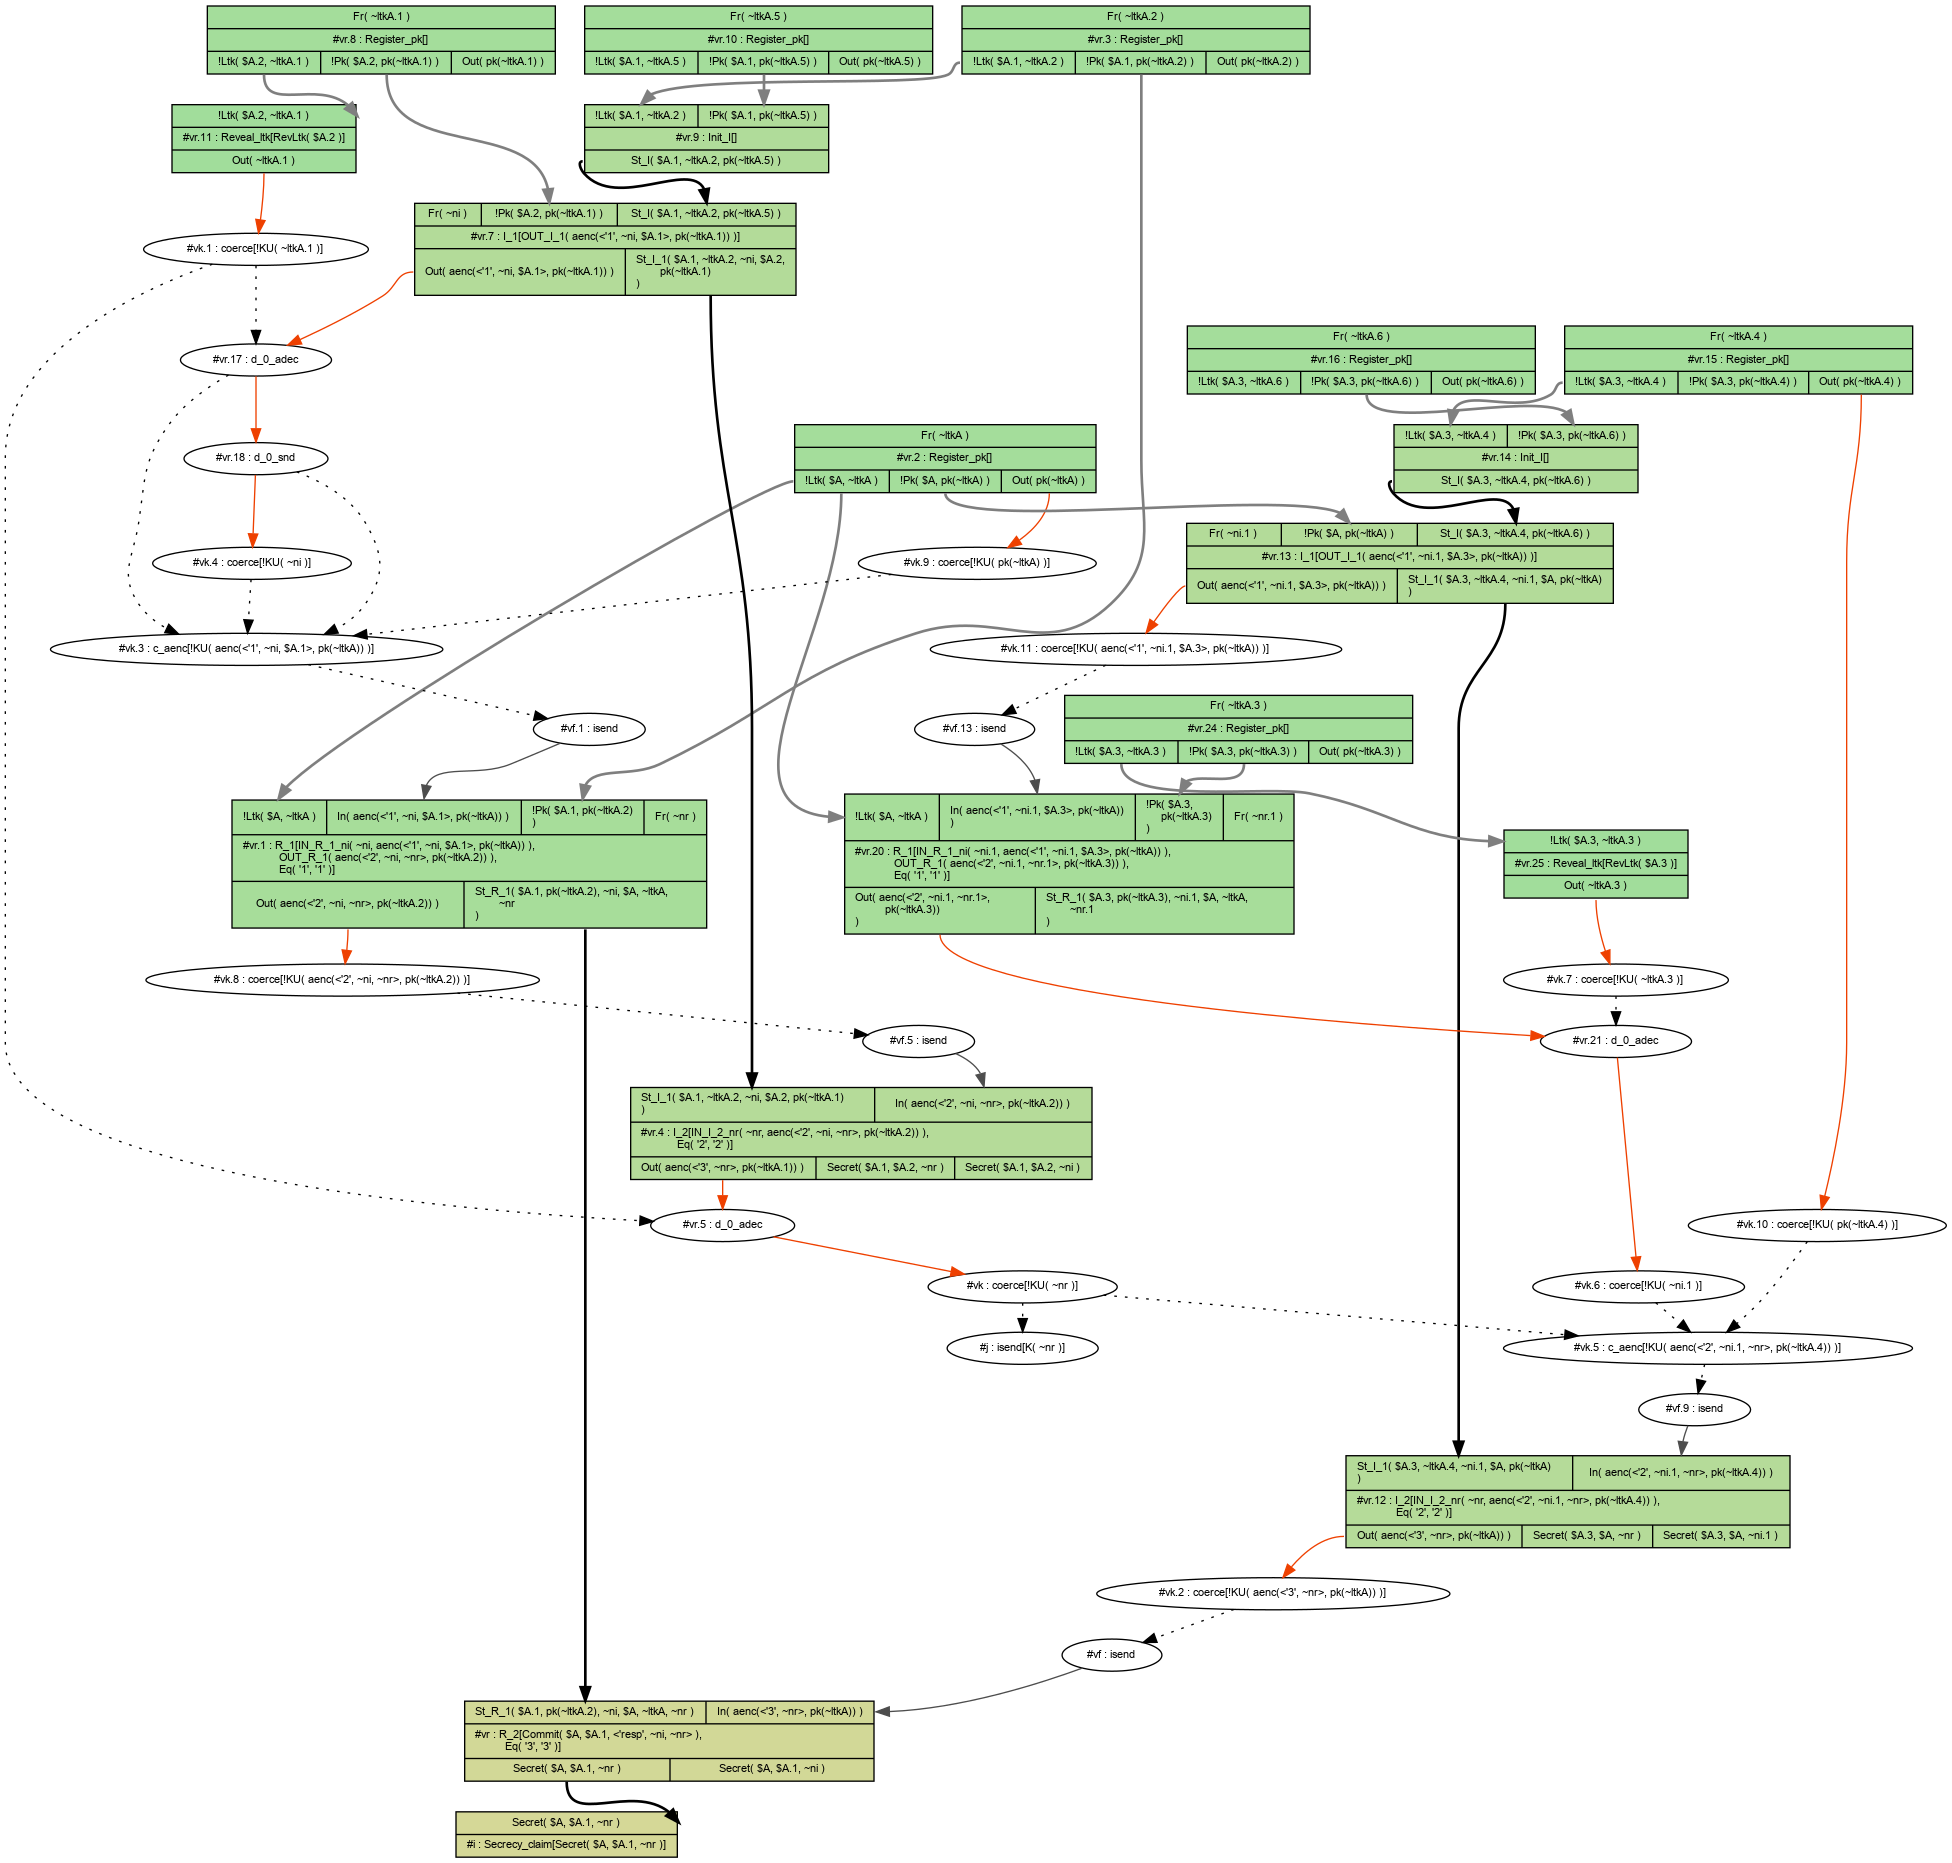 Fr( ~ltkA.1 )
#vr.8 : Register_pk[]
!Ltk( $A.2, ~ltkA.1 )
!Pk( $A.2, pk(~ltkA.1) )
Out( pk(~ltkA.1) )
Fr( ~ltkA.5 )
#vr.10 : Register_pk[]
!Ltk( $A.1, ~ltkA.5 )
!Pk( $A.1, pk(~ltkA.5) )
Out( pk(~ltkA.5) )
Fr( ~ltkA.2 )
#vr.3 : Register_pk[]
!Ltk( $A.1, ~ltkA.2 )
!Pk( $A.1, pk(~ltkA.2) )
Out( pk(~ltkA.2) )
!Ltk( $A.2, ~ltkA.1 )
#vr.11 : Reveal_ltk[RevLtk( $A.2 )]
Out( ~ltkA.1 )
!Ltk( $A.1, ~ltkA.2 )
!Pk( $A.1, pk(~ltkA.5) )
#vr.9 : Init_I[]
St_I( $A.1, ~ltkA.2, pk(~ltkA.5) )
#vk.1 : coerce[!KU( ~ltkA.1 )]
Fr( ~ni )
!Pk( $A.2, pk(~ltkA.1) )
St_I( $A.1, ~ltkA.2, pk(~ltkA.5) )
#vr.7 : I_1[OUT_I_1( aenc(<'1', ~ni, $A.1>, pk(~ltkA.1)) )]
Out( aenc(<'1', ~ni, $A.1>, pk(~ltkA.1)) )
St_I_1( $A.1, ~ltkA.2, ~ni, $A.2,
pk(~ltkA.1)
)
#vr.17 : d_0_adec
Fr( ~ltkA.6 )
#vr.16 : Register_pk[]
!Ltk( $A.3, ~ltkA.6 )
!Pk( $A.3, pk(~ltkA.6) )
Out( pk(~ltkA.6) )
Fr( ~ltkA.4 )
#vr.15 : Register_pk[]
!Ltk( $A.3, ~ltkA.4 )
!Pk( $A.3, pk(~ltkA.4) )
Out( pk(~ltkA.4) )
#vr.18 : d_0_snd
Fr( ~ltkA )
#vr.2 : Register_pk[]
!Ltk( $A, ~ltkA )
!Pk( $A, pk(~ltkA) )
Out( pk(~ltkA) )
!Ltk( $A.3, ~ltkA.4 )
!Pk( $A.3, pk(~ltkA.6) )
#vr.14 : Init_I[]
St_I( $A.3, ~ltkA.4, pk(~ltkA.6) )
#vk.4 : coerce[!KU( ~ni )]
#vk.9 : coerce[!KU( pk(~ltkA) )]
Fr( ~ni.1 )
!Pk( $A, pk(~ltkA) )
St_I( $A.3, ~ltkA.4, pk(~ltkA.6) )
#vr.13 : I_1[OUT_I_1( aenc(<'1', ~ni.1, $A.3>, pk(~ltkA)) )]
Out( aenc(<'1', ~ni.1, $A.3>, pk(~ltkA)) )
St_I_1( $A.3, ~ltkA.4, ~ni.1, $A, pk(~ltkA)
)
#vk.3 : c_aenc[!KU( aenc(<'1', ~ni, $A.1>, pk(~ltkA)) )]
#vk.11 : coerce[!KU( aenc(<'1', ~ni.1, $A.3>, pk(~ltkA)) )]
#vf.1 : isend
#vf.13 : isend
Fr( ~ltkA.3 )
#vr.24 : Register_pk[]
!Ltk( $A.3, ~ltkA.3 )
!Pk( $A.3, pk(~ltkA.3) )
Out( pk(~ltkA.3) )
!Ltk( $A, ~ltkA )
In( aenc(<'1', ~ni, $A.1>, pk(~ltkA)) )
!Pk( $A.1, pk(~ltkA.2)
)
Fr( ~nr )
#vr.1 : R_1[IN_R_1_ni( ~ni, aenc(<'1', ~ni, $A.1>, pk(~ltkA)) ),
OUT_R_1( aenc(<'2', ~ni, ~nr>, pk(~ltkA.2)) ),
Eq( '1', '1' )]
Out( aenc(<'2', ~ni, ~nr>, pk(~ltkA.2)) )
St_R_1( $A.1, pk(~ltkA.2), ~ni, $A, ~ltkA,
~nr
)
!Ltk( $A, ~ltkA )
In( aenc(<'1', ~ni.1, $A.3>, pk(~ltkA))
)
!Pk( $A.3,
pk(~ltkA.3)
)
Fr( ~nr.1 )
#vr.20 : R_1[IN_R_1_ni( ~ni.1, aenc(<'1', ~ni.1, $A.3>, pk(~ltkA)) ),
OUT_R_1( aenc(<'2', ~ni.1, ~nr.1>, pk(~ltkA.3)) ),
Eq( '1', '1' )]
Out( aenc(<'2', ~ni.1, ~nr.1>,
pk(~ltkA.3))
)
St_R_1( $A.3, pk(~ltkA.3), ~ni.1, $A, ~ltkA,
~nr.1
)
!Ltk( $A.3, ~ltkA.3 )
#vr.25 : Reveal_ltk[RevLtk( $A.3 )]
Out( ~ltkA.3 )
#vk.8 : coerce[!KU( aenc(<'2', ~ni, ~nr>, pk(~ltkA.2)) )]
#vk.7 : coerce[!KU( ~ltkA.3 )]
#vf.5 : isend
#vr.21 : d_0_adec
St_I_1( $A.1, ~ltkA.2, ~ni, $A.2, pk(~ltkA.1)
)
In( aenc(<'2', ~ni, ~nr>, pk(~ltkA.2)) )
#vr.4 : I_2[IN_I_2_nr( ~nr, aenc(<'2', ~ni, ~nr>, pk(~ltkA.2)) ),
Eq( '2', '2' )]
Out( aenc(<'3', ~nr>, pk(~ltkA.1)) )
Secret( $A.1, $A.2, ~nr )
Secret( $A.1, $A.2, ~ni )
#vr.5 : d_0_adec
#vk.10 : coerce[!KU( pk(~ltkA.4) )]
#vk : coerce[!KU( ~nr )]
#vk.6 : coerce[!KU( ~ni.1 )]
#j : isend[K( ~nr )]
#vk.5 : c_aenc[!KU( aenc(<'2', ~ni.1, ~nr>, pk(~ltkA.4)) )]
#vf.9 : isend
St_I_1( $A.3, ~ltkA.4, ~ni.1, $A, pk(~ltkA)
)
In( aenc(<'2', ~ni.1, ~nr>, pk(~ltkA.4)) )
#vr.12 : I_2[IN_I_2_nr( ~nr, aenc(<'2', ~ni.1, ~nr>, pk(~ltkA.4)) ),
Eq( '2', '2' )]
Out( aenc(<'3', ~nr>, pk(~ltkA)) )
Secret( $A.3, $A, ~nr )
Secret( $A.3, $A, ~ni.1 )
#vk.2 : coerce[!KU( aenc(<'3', ~nr>, pk(~ltkA)) )]
#vf : isend
St_R_1( $A.1, pk(~ltkA.2), ~ni, $A, ~ltkA, ~nr )
In( aenc(<'3', ~nr>, pk(~ltkA)) )
#vr : R_2[Commit( $A, $A.1, <'resp', ~ni, ~nr> ),
Eq( '3', '3' )]
Secret( $A, $A.1, ~nr )
Secret( $A, $A.1, ~ni )
Secret( $A, $A.1, ~nr )
#i : Secrecy_claim[Secret( $A, $A.1, ~nr )]